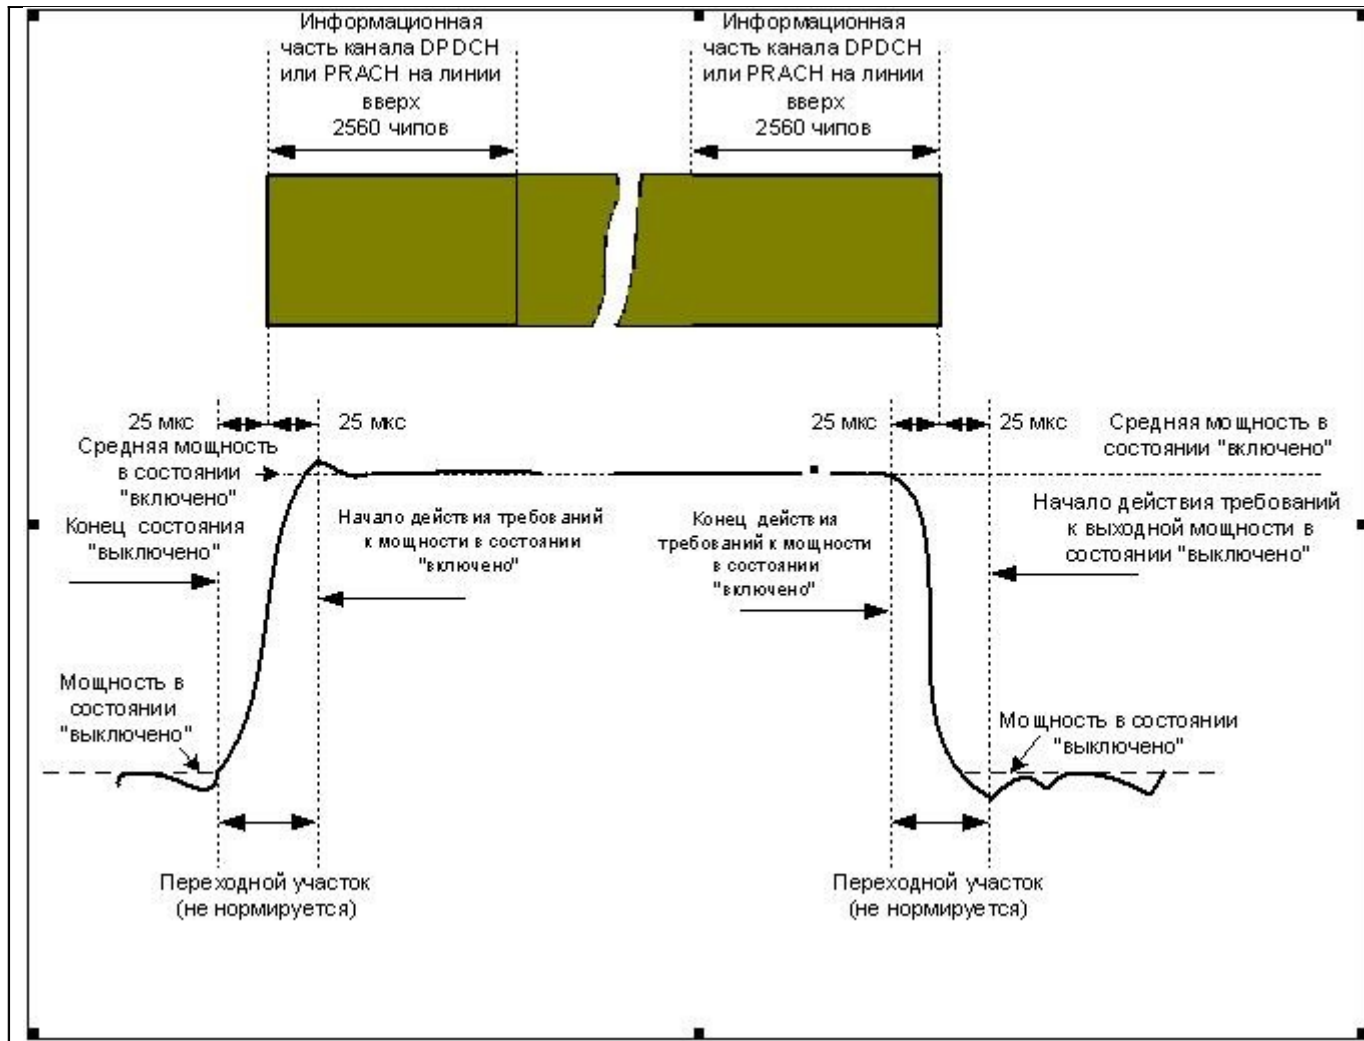 Информационная
часть канала DPDCH
или PRACH на линии
вверх
2560 чипов
Информационная
часть канала DPDCH
или PRACH на линии
вверх
2560 чипов
25 мкс
25 мкс
25 мкс
25 мкс
Средняя мощность
в состоянии
"включено"
Средняя мощность в
состоянии "включено"
Конец состояния
"выключено"
Начало действия требований
к мощности в состоянии
"включено"
Конец действия
требований к мощности
в состоянии
"включено"
Начало действия требований
к выходной мощности в
состоянии "выключено"
Мощность в
состоянии
"выключено"
Мощность в состоянии
"выключено"
Переходной участок
(не нормируется)
Переходной участок
(не нормируется)